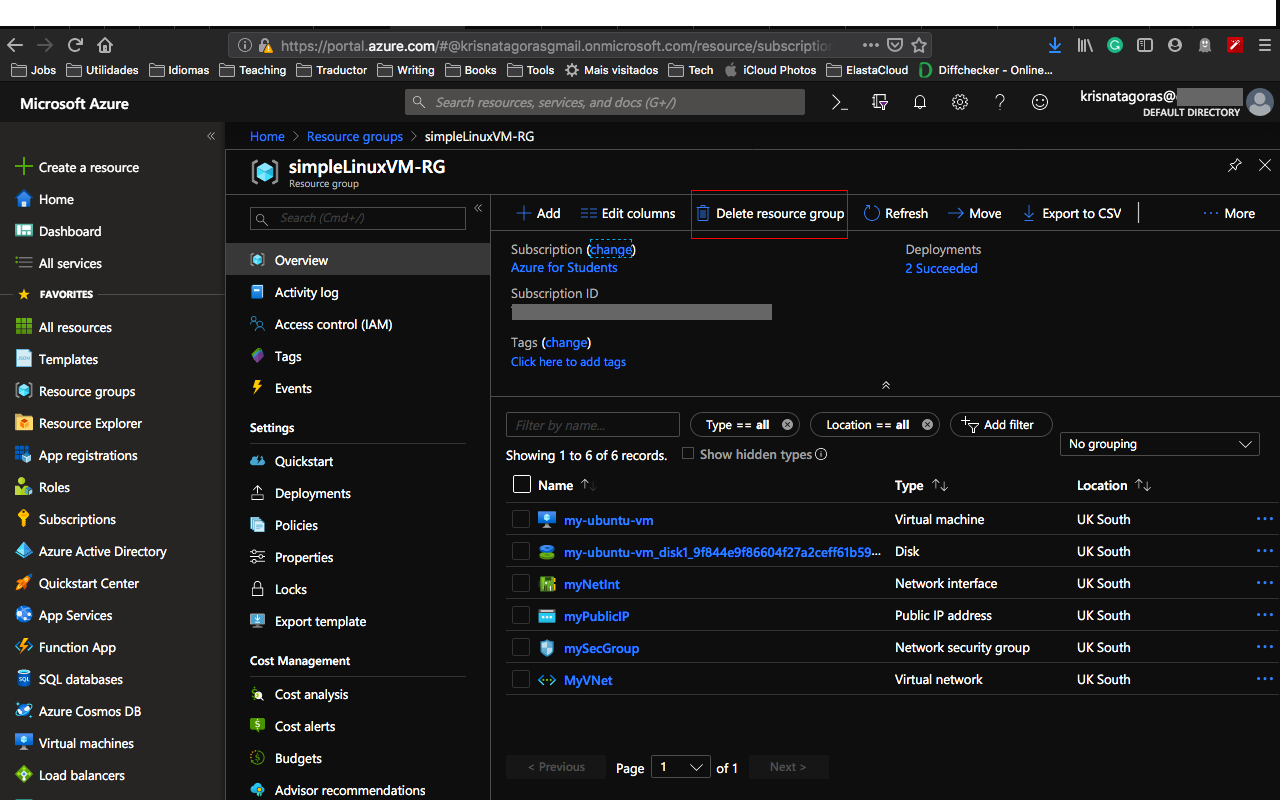 https://portal.azure.com/#@krisnatagorasgmail.onmicrosoft.com/resource/subscription
Jobs Utilidades Idiomas Teaching Traductor Writing Books Tools Mais visitados Tech iCloud Photos ElastaCloud Diffchecker - Online...
Microsoft Azure
Search resources, services, and docs (G+/)
krisnatagoras@
DEFAULT DIRECTORY
Create a resource
Home
Dashboard
All services
FAVORITES
All resources
Templates
Resource groups
Resource Explorer
App registrations
Roles
Subscriptions
Azure Active Directory
Quickstart Center
App Services
Function App
SQL databases
Azure Cosmos DB
Virtual machines
Load balancers
Home > Resource groups > simpleLinuxVM-RG
simpleLinuxVM-RG
Resource group
Search (Cmd+/)
Overview
Activity log
Access control (IAM)
Tags
Events
Settings
Quickstart
Deployments
Policies
Properties
Locks
Export template
Cost Management
Cost analysis
Cost alerts
Budgets
Advisor recommendations
Add Edit columns Delete resource group Refresh Move Export to CSV More
Subscription (change)
Azure for Students
Subscription ID
Tags (change)
Click here to add tags
Deployments
2 Succeeded
Filter by name...
Type == all
Location == all
Add filter
Showing 1 to 6 of 6 records.
Show hidden types
No grouping
Name Type Location
my-ubuntu-vm Virtual machine UK South
my-ubuntu-vm_disk1_9f844e9f86604f27a2ceff61b59... Disk UK South
myNetInt Network interface UK South
myPublicIP Public IP address UK South
mySecGroup Network security group UK South
MyVNet Virtual network UK South
< Previous Page 1 of 1 Next >